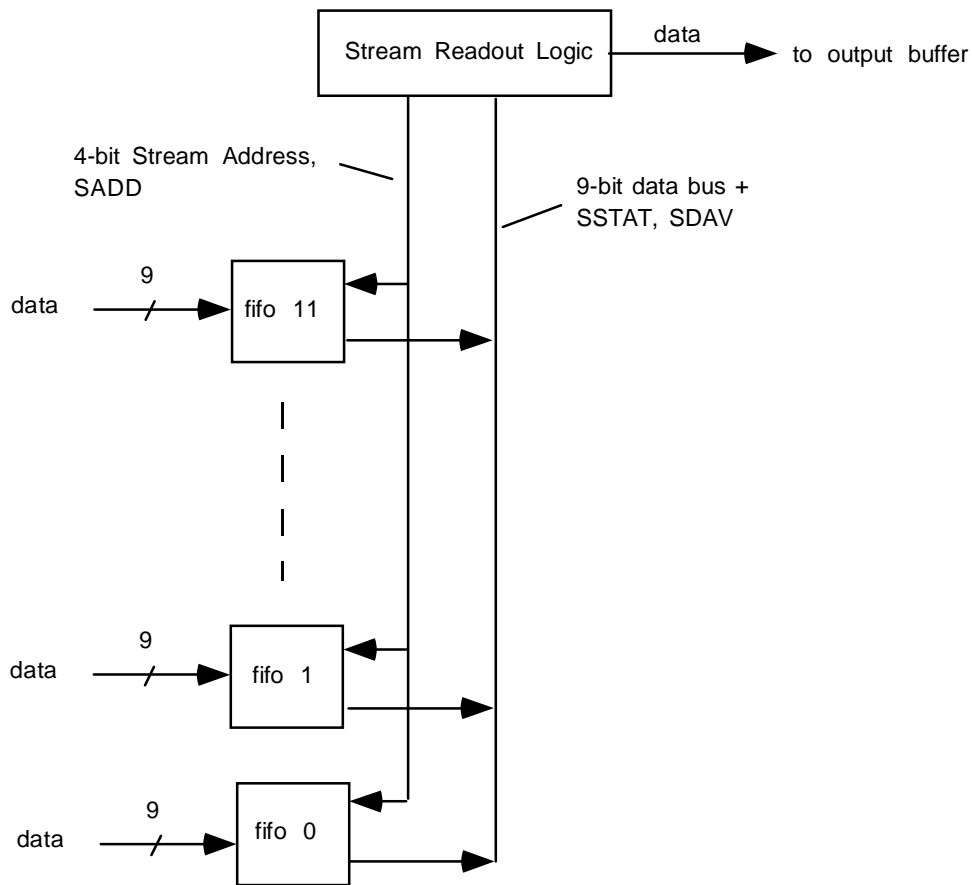 Stream Readout Logic
data
to output buffer
4-bit Stream Address,
SADD
9-bit data bus +
SSTAT, SDAV
9
data
fifo 11
9
data
fifo 1
9
data
fifo 0